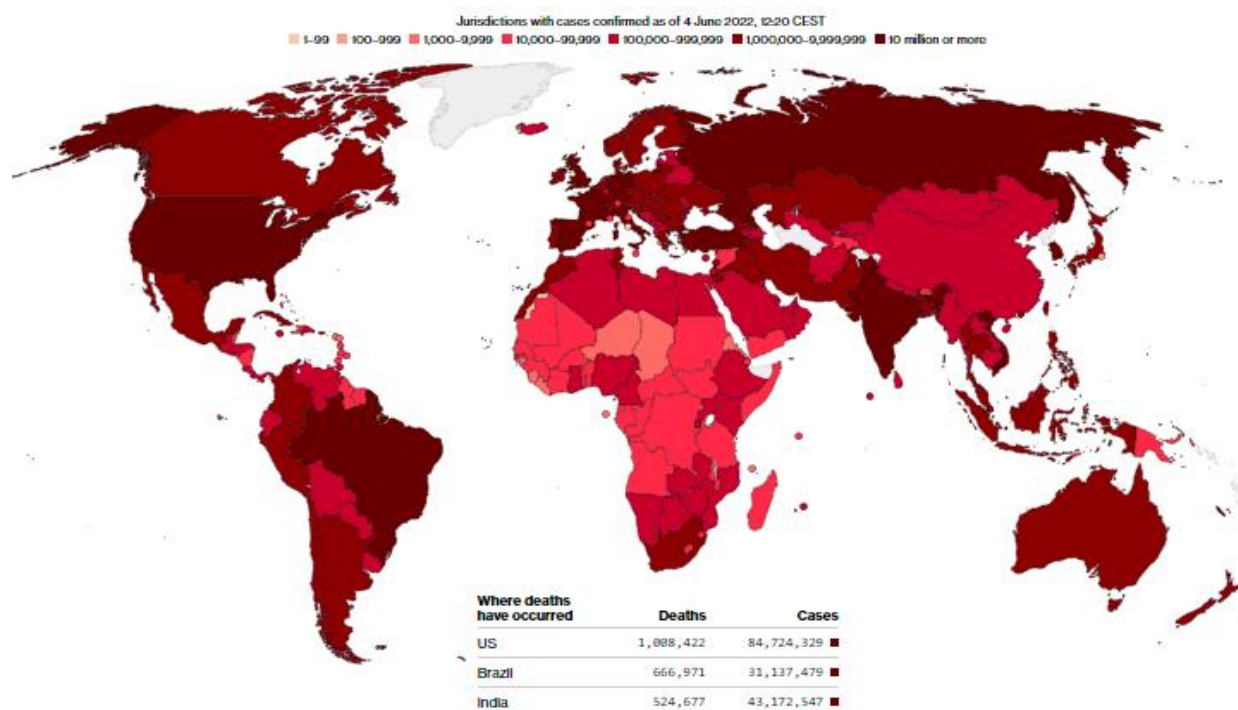 Jurisdictions with cases confirmed as of 4 June 2022, 12:20 CEST
1–99 100–999 1,000–9,999 10,000–99,999 100,000–999,999 1,000,000–9,999,999 10 million or more
Where deaths
have occurred Deaths Cases
US 1,008,422 84,724,329
Brazil 666,971 31,137,479
India 524,677 43,172,547